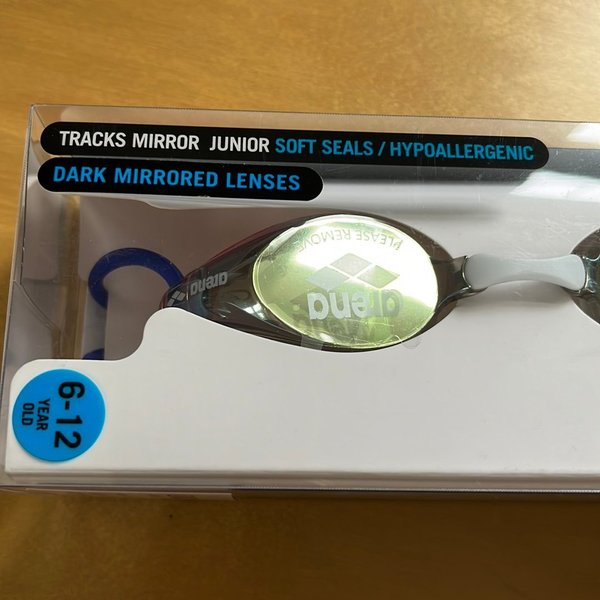 TRACKS MIRROR JUNIOR SOFT SEALS / HYPOALLERGENIC
DARK MIRRORED LENSES
PLEASE REMOVE
arena
arena
6-12
YEAR
OLD